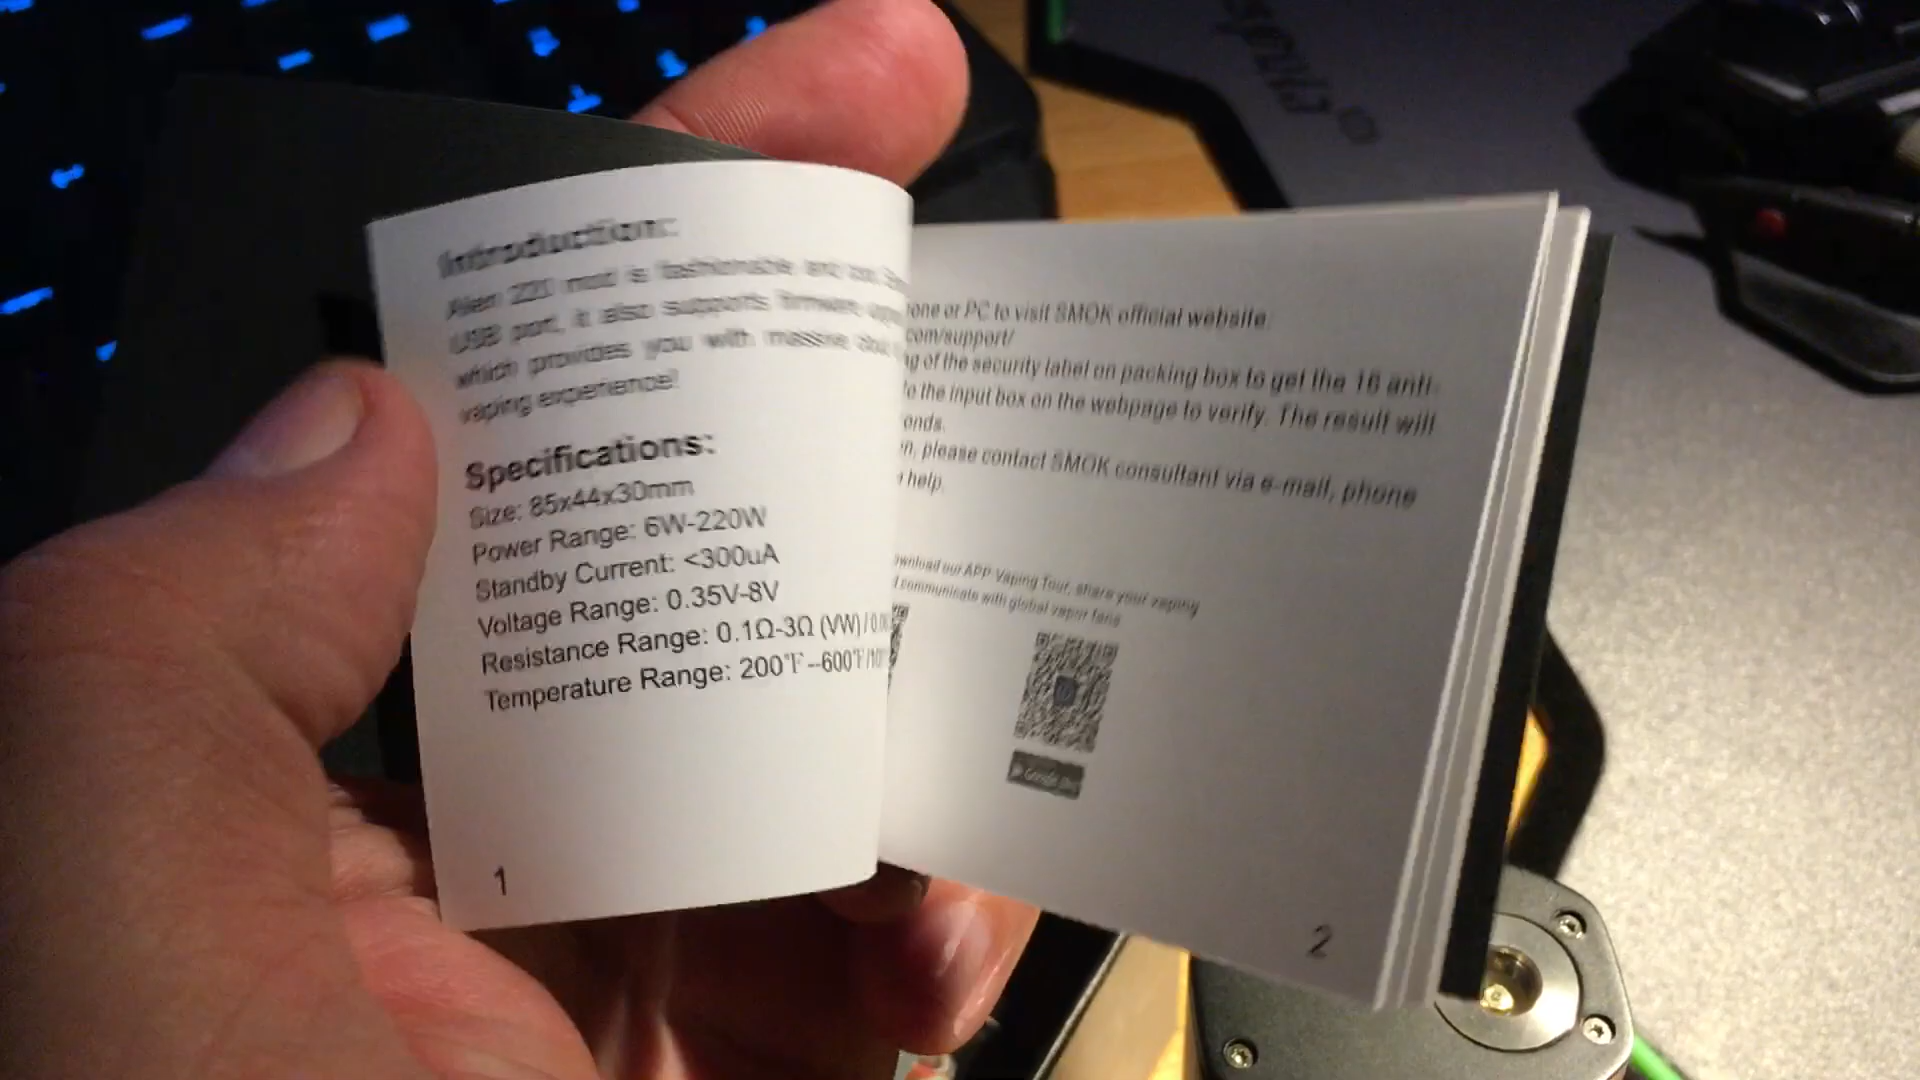 Introduction:
Alien 220 mod is fashionable and
USB port, it also supports firmware
which provides you with massive
vaping experience!
Specifications:
Size: 85x44x30mm
Power Range: 6W-220W
Standby Current: <300uA
Voltage Range: 0.35V-8V
Resistance Range: 0.1Ω-3Ω (VW) /
Temperature Range: 200℉--600℉/
1
or PC to visit SMOK official website:
com/support/
of the security label on packing box to get the 16 anti-
the input box on the webpage to verify. The result will
please contact SMOK consultant via e-mail, phone
help.
our APP Vaping Tour, share your vaping
communicate with global vapor fans
Google
2